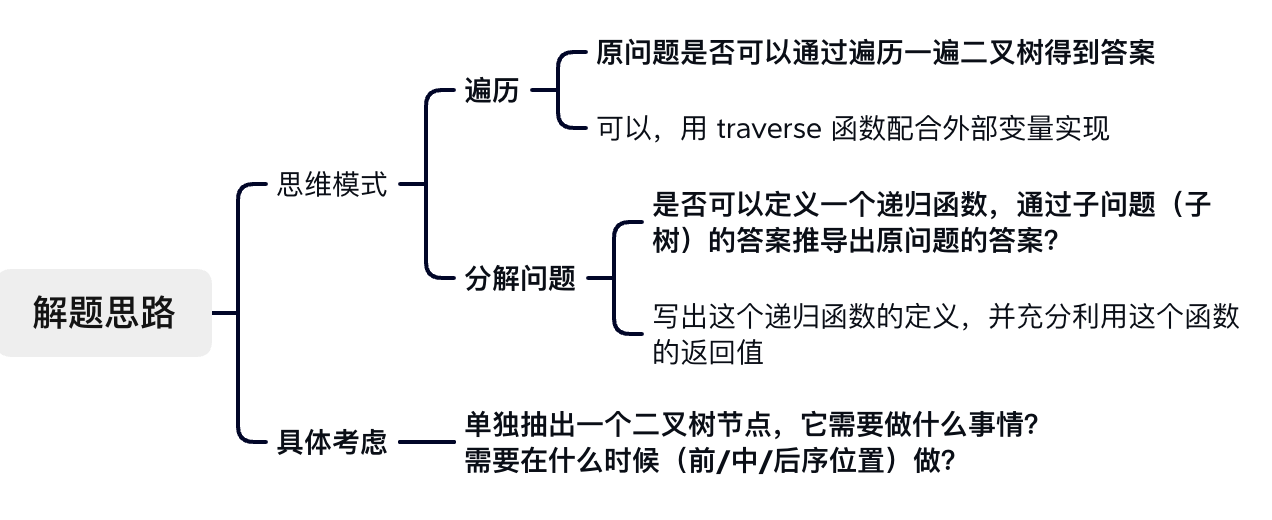 解题思路
思维模式
遍历
原问题是否可以通过遍历一遍二叉树得到答案
可以，用 traverse 函数配合外部变量实现
分解问题
是否可以定义一个递归函数，通过子问题（子
树）的答案推导出原问题的答案？
写出这个递归函数的定义，并充分利用这个函数
的返回值
具体考虑
单独抽出一个二叉树节点，它需要做什么事情？
需要在什么时候（前/中/后序位置）做？